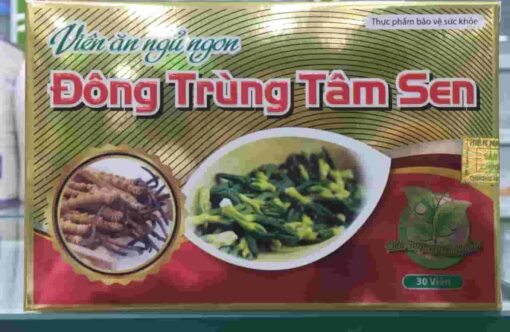 Thực phẩm bảo vệ sức khỏe
Viên ăn ngủ ngon
Đông Trùng Tâm Sen
30 Viên